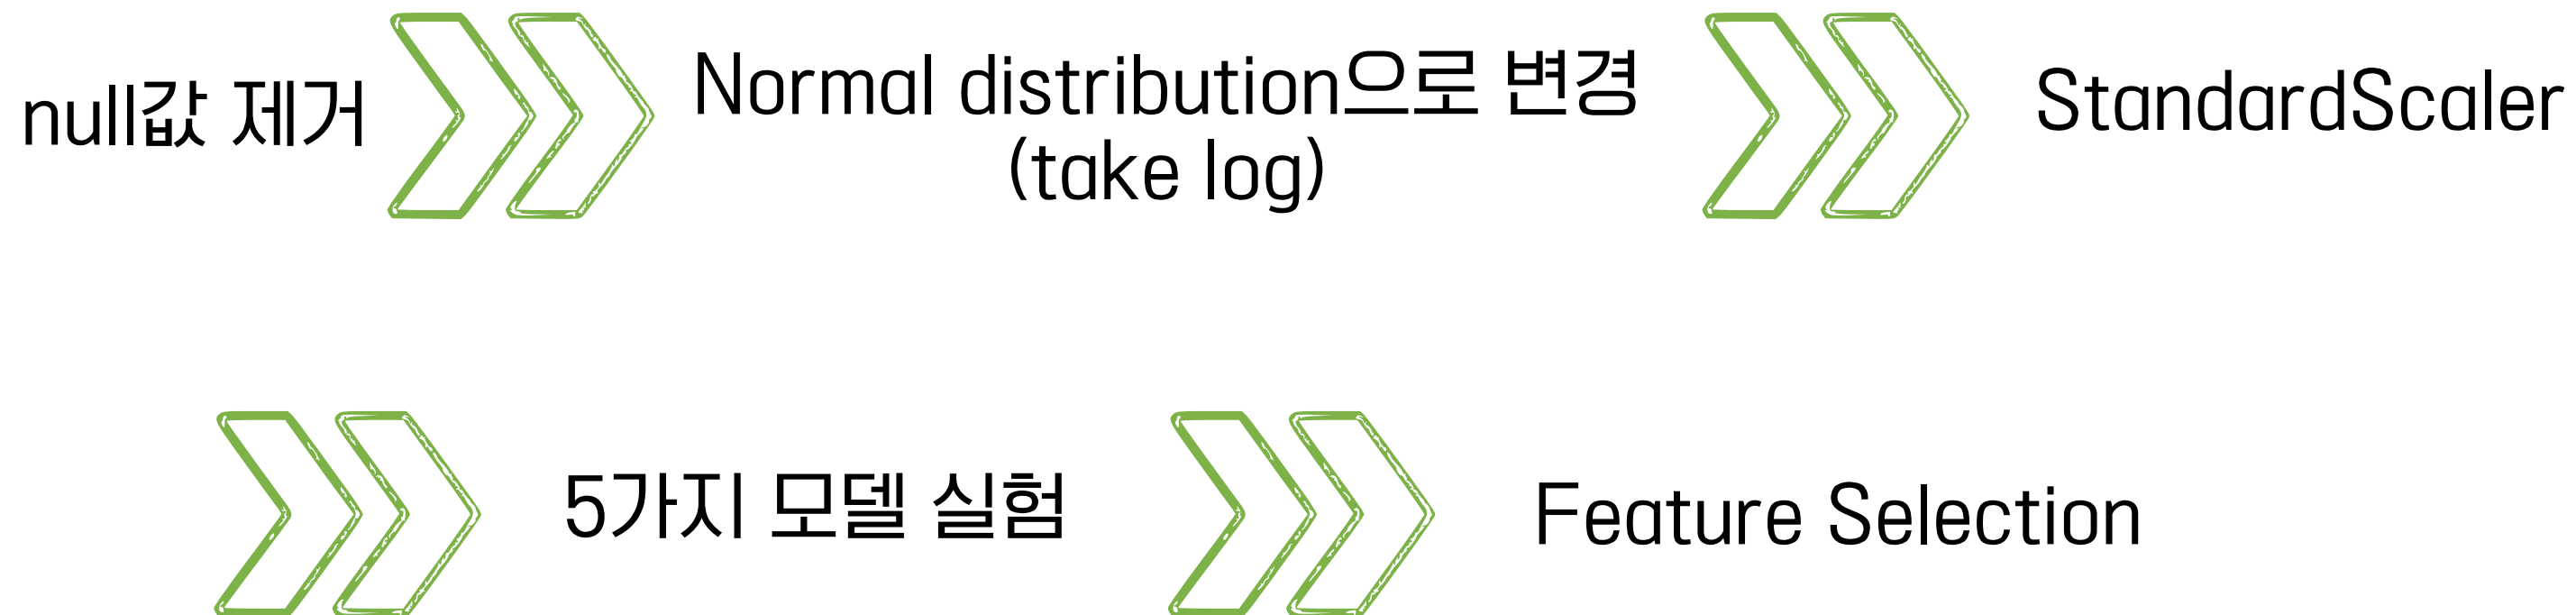 null값 제거
Normal distribution으로 변경
(take log)
StandardScaler
5가지 모델 실험
Feature Selection